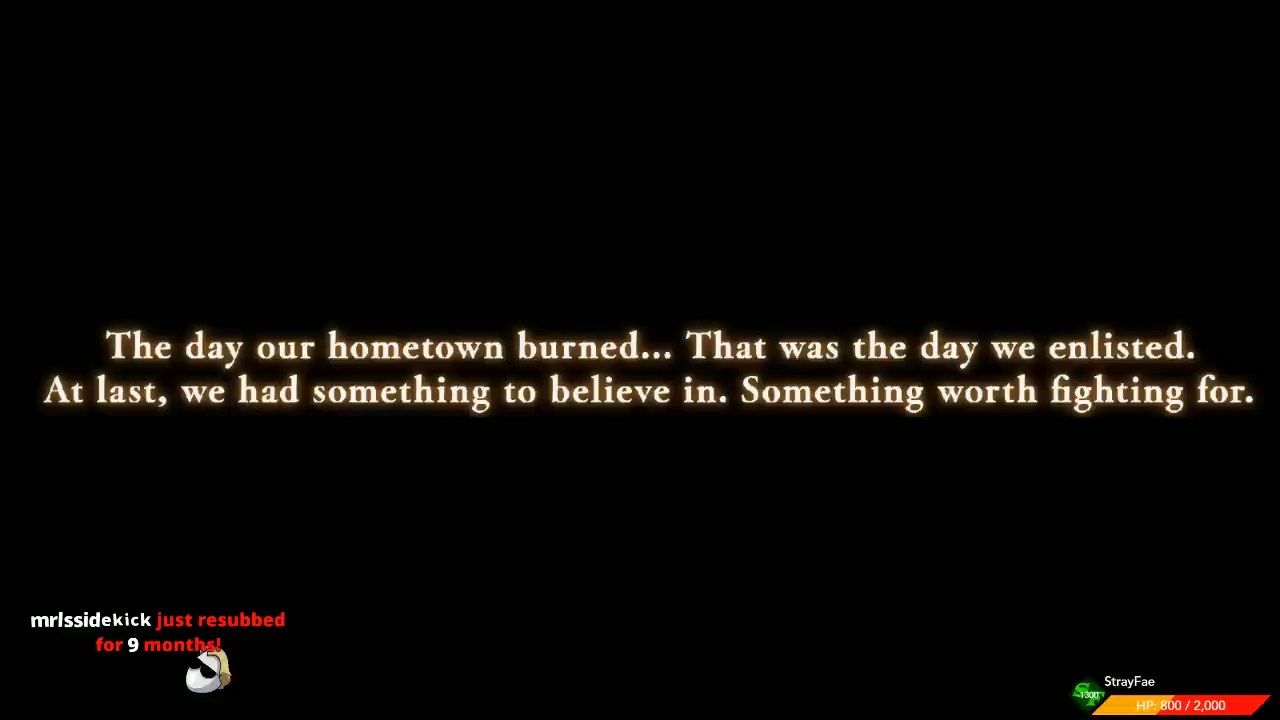 The day our hometown burned... That was the day we enlisted.
At last, we had something to believe in. Something worth fighting for.
mrlssidekick just resubbed
for 9 months!
StrayFae
1300
HP: 800 / 2,000